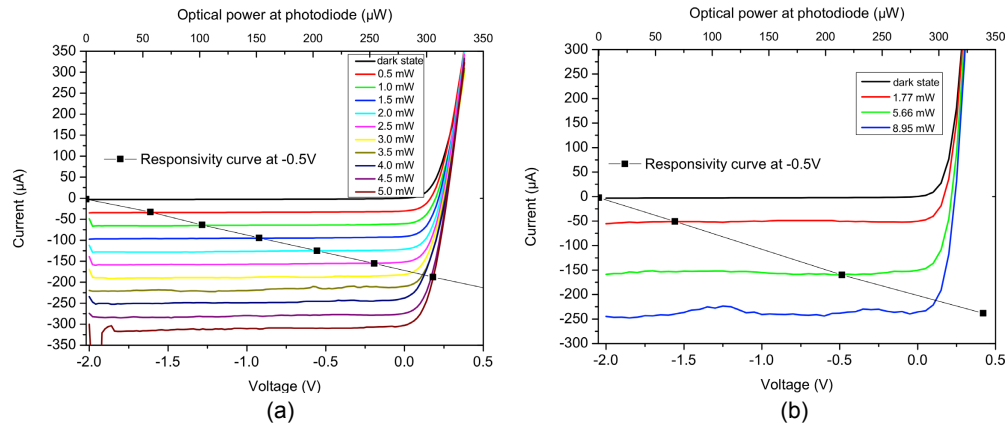 Optical power at photodiode (µW)
0 50 100 150 200 250 300 350
350
300
250
200
150
100
50
0
-50
-100
-150
-200
-250
-300
-350
Current (µA)
dark state
0.5 mW
1.0 mW
1.5 mW
2.0 mW
2.5 mW
3.0 mW
3.5 mW
4.0 mW
4.5 mW
5.0 mW
Responsivity curve at -0.5V
-2.0 -1.5 -1.0 -0.5 0.0 0.5
Voltage (V)
(a)
(b)
Optical power at photodiode (µW)
0 50 100 150 200 250 300 350
300
250
200
150
100
50
0
-50
-100
-150
-200
-250
-300
Current (µA)
dark state
1.77 mW
5.66 mW
8.95 mW
Responsivity curve at -0.5V
-2.0 -1.5 -1.0 -0.5 0.0 0.5
Voltage (V)
(b)